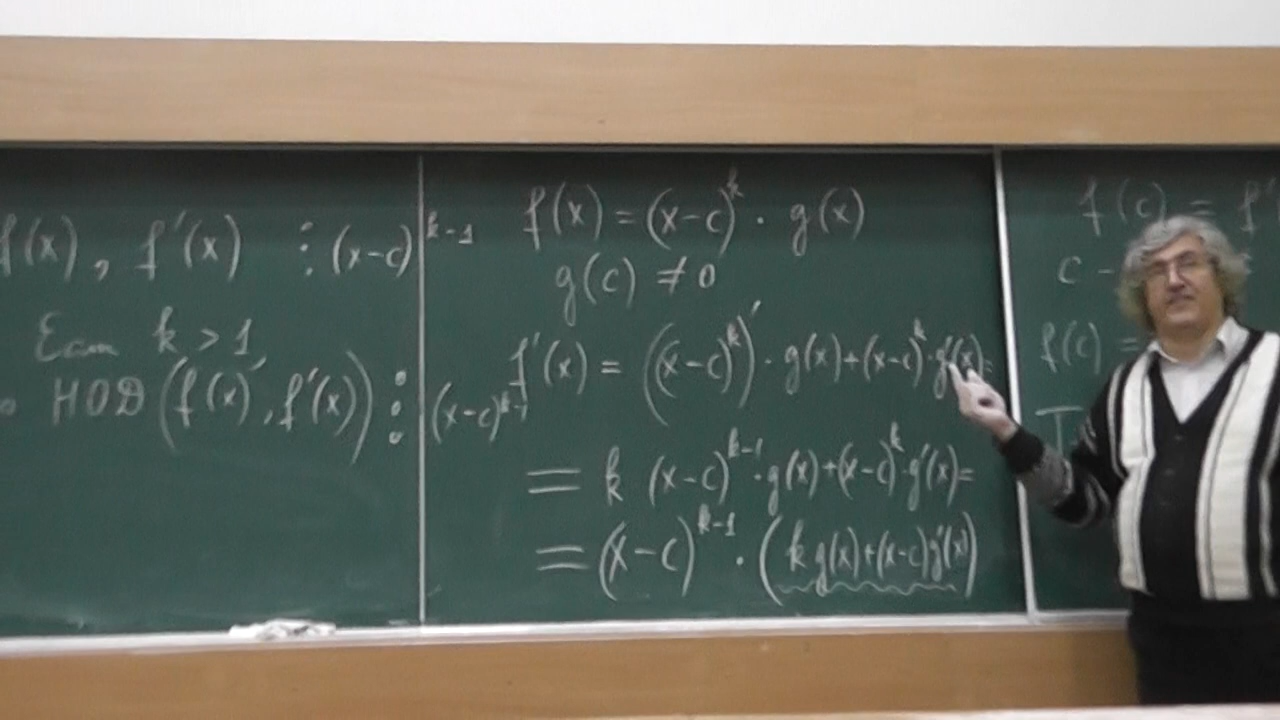 f(x), f'(x) ⋮ (x-c)^{k-1}
Если k > 1,
НОД (f(x), f'(x)) ⋮ (x-c)^{k-1}
f(x) = (x-c)^k · g(x)
g(c) ≠ 0
f'(x) = ((x-c)^k)' · g(x) + (x-c)^k · g'(x) =
= k (x-c)^{k-1} · g(x) + (x-c)^k · g'(x) =
= (x-c)^{k-1} · (k g(x) + (x-c) g'(x))
f(c) = f'
c -
f(c) =
T